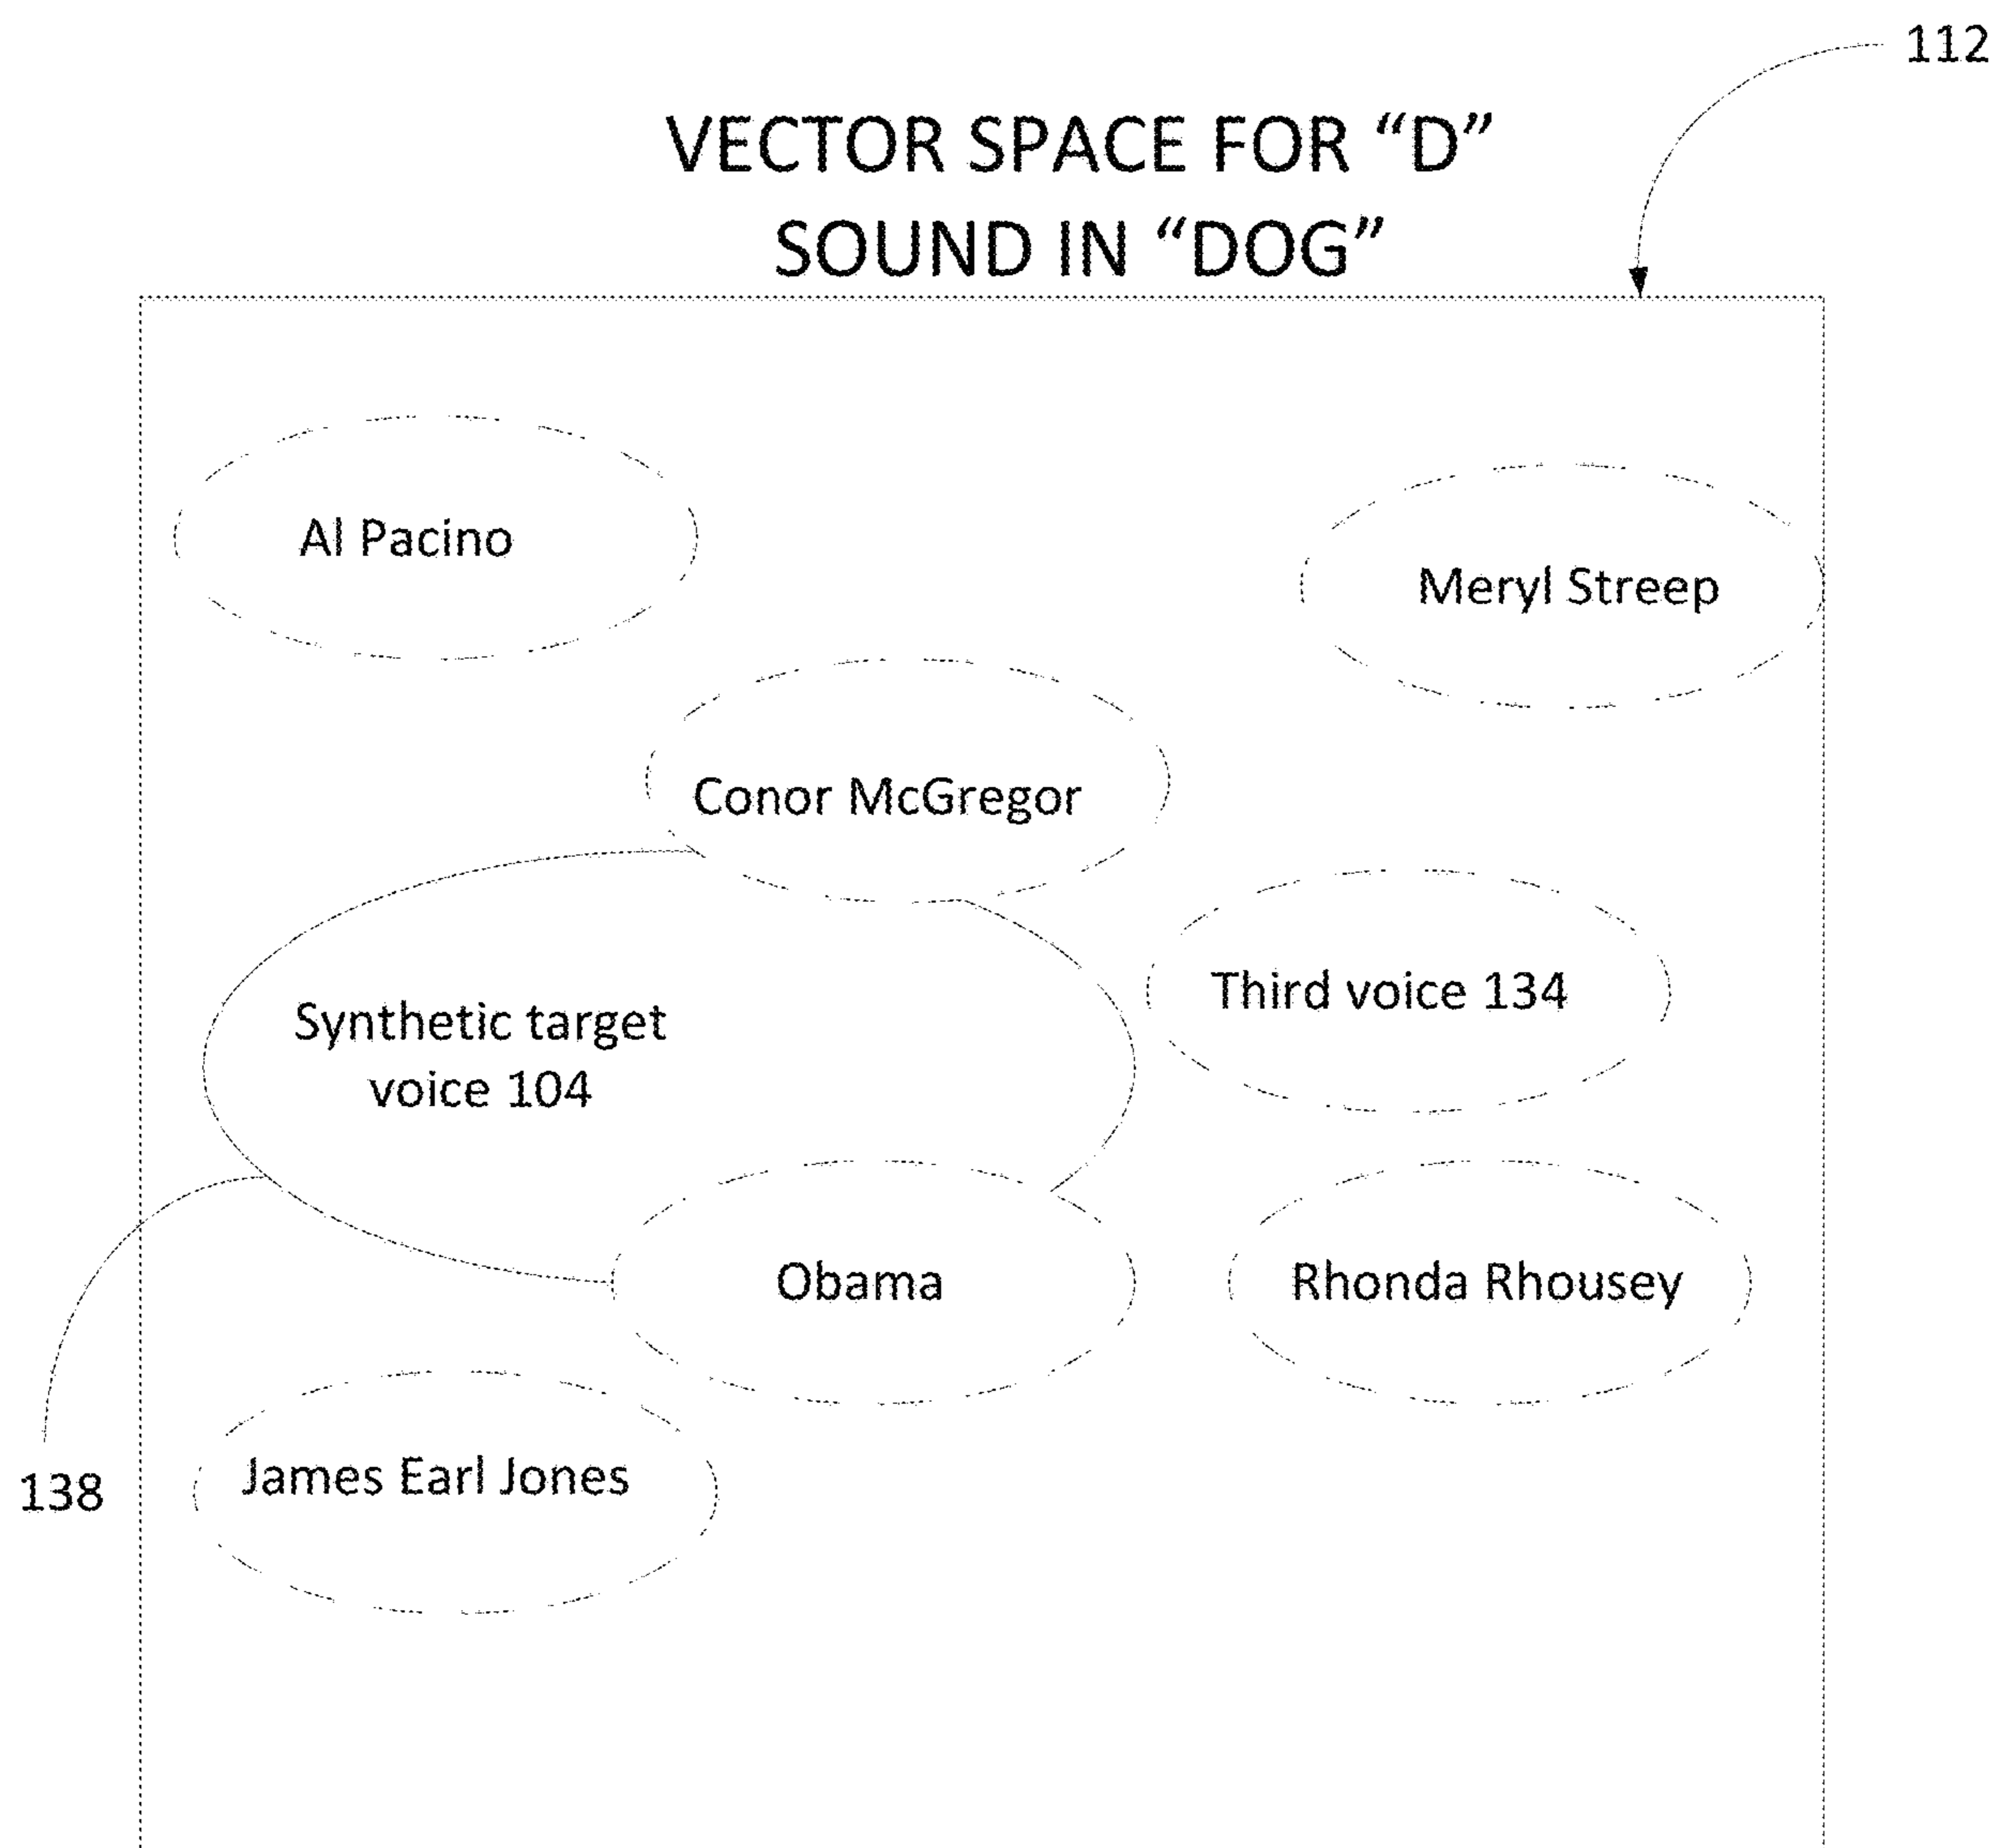 112
VECTOR SPACE FOR “D”
SOUND IN “DOG”
Al Pacino
Meryl Streep
Conor McGregor
Third voice 134
Synthetic target
voice 104
Obama
Rhonda Rhousey
James Earl Jones
138